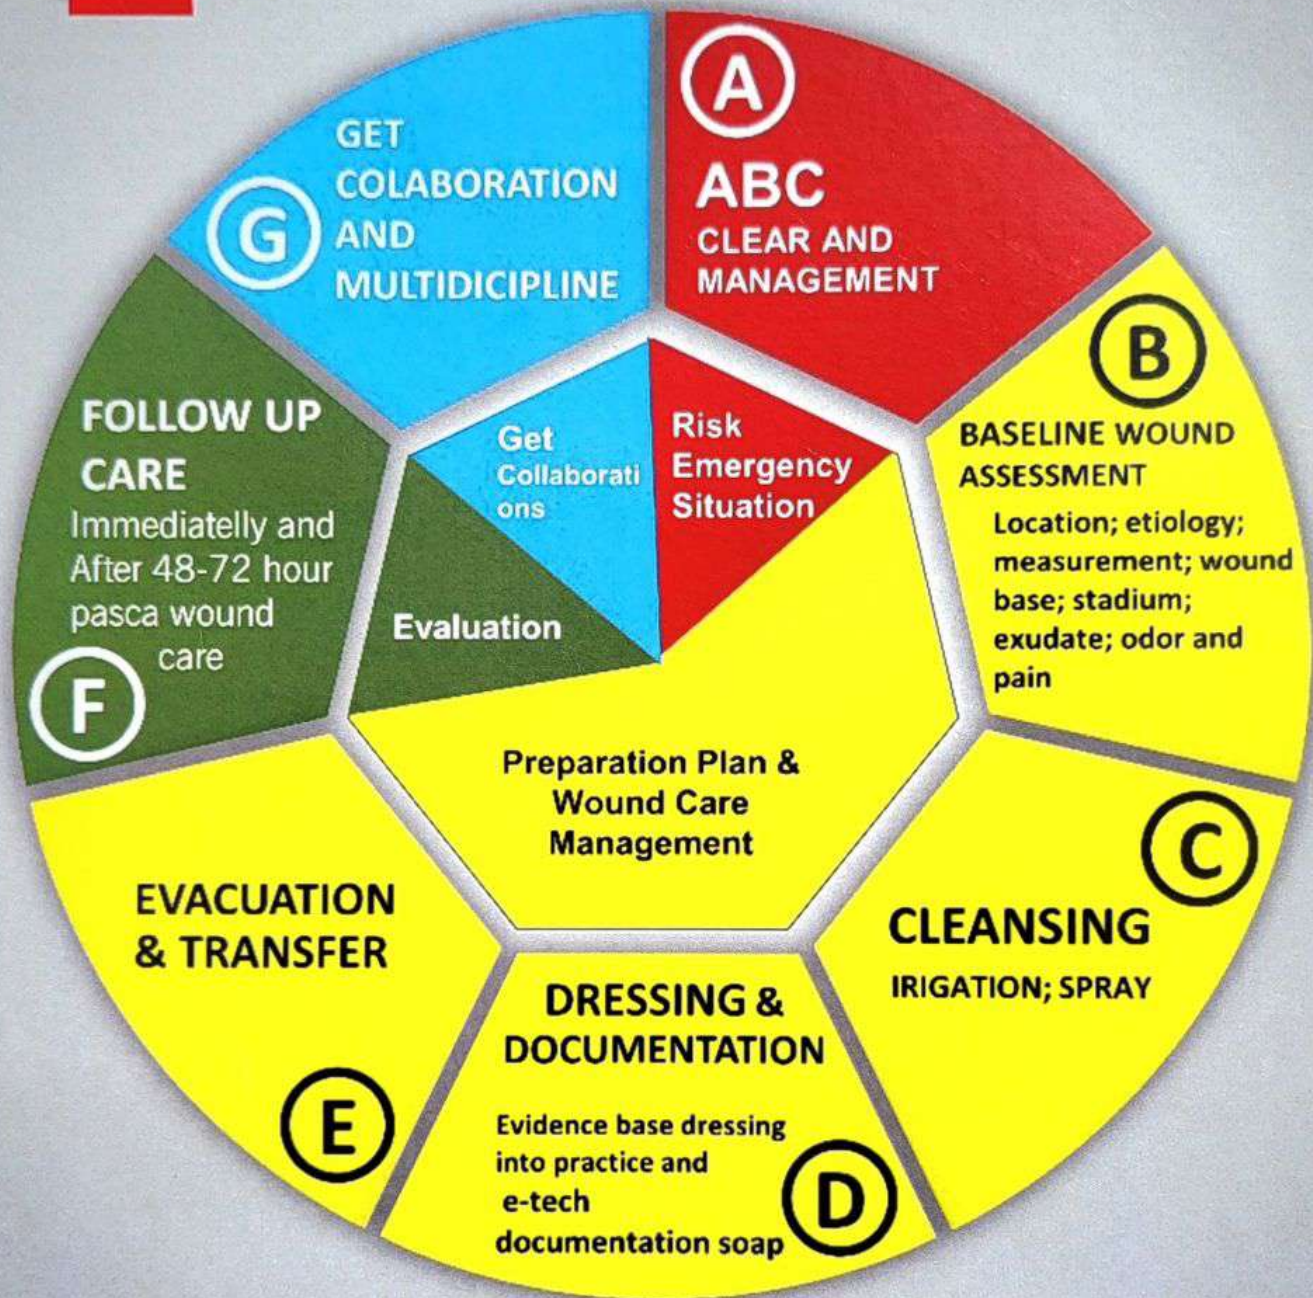 A
ABC
CLEAR AND
MANAGEMENT
B
BASELINE WOUND
ASSESSMENT
Location; etiology;
measurement; wound
base; stadium;
exudate; odor and
pain
C
CLEANSING
IRIGATION; SPRAY
DRESSING &
DOCUMENTATION
Evidence base dressing
into practice and
e-tech
documentation soap
D
EVACUATION
& TRANSFER
E
FOLLOW UP
CARE
Immediatelly and
After 48-72 hour
pasca wound
care
F
GET
COLABORATION
AND
MULTIDICIPLINE
G
Risk
Emergency
Situation
Preparation Plan &
Wound Care
Management
Evaluation
Get
Collaborati
ons